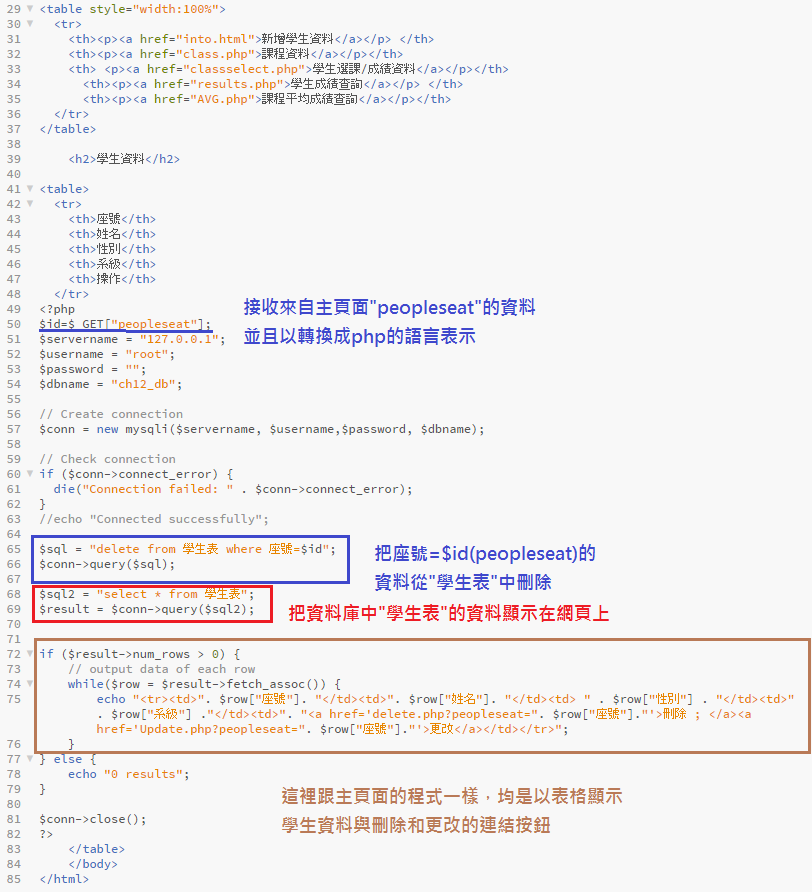 29 <table style="width:100%">
30   <tr>
31     <th><p><a href="into.html">新增學生資料</a></p> </th>
32     <th><p><a href="class.php">課程資料</a></p></th>
33     <th> <p><a href="classselect.php">學生選課/成績資料</a></p></th>
34       <th><p><a href="results.php">學生成績查詢</a></p> </th>
35       <th><p><a href="AVG.php">課程平均成績查詢</a></p></th>
36   </tr>
37 </table>
38
39     <h2>學生資料</h2>
40
41 <table>
42   <tr>
43     <th>座號</th>
44     <th>姓名</th>
45     <th>性別</th>
46     <th>系級</th>
47     <th>操作</th>
48   </tr>
49 <?php
接收來自主頁面"peopleseat"的資料
50 $id=$_GET["peopleseat"];
並且以轉換成php的語言表示
51 $servername = "127.0.0.1";
52 $username = "root";
53 $password = "";
54 $dbname = "ch12_db";
55
56 // Create connection
57 $conn = new mysqli($servername, $username,$password, $dbname);
58
59 // Check connection
60 if ($conn->connect_error) {
61   die("Connection failed: " . $conn->connect_error);
62 }
63 //echo "Connected successfully";
64
65 $sql = "delete from 學生表 where 座號=$id";
66 $conn->query($sql);
67
把座號=$id(peopleseat)的
資料從"學生表"中刪除
68 $sql2 = "select * from 學生表";
69 $result = $conn->query($sql2);
把資料庫中"學生表"的資料顯示在網頁上
70
71
72 if ($result->num_rows > 0) {
73     // output data of each row
74     while($row = $result->fetch_assoc()) {
75         echo "<tr><td>". $row["座號"]. "</td><td>". $row["姓名"]. "</td><td> " . $row["性別"] . "</td><td>"
        . $row["系級"] ."</td><td>". "<a href='delete.php?peopleseat=". $row["座號"]."'>刪除 ; </a><a
        href='Update.php?peopleseat=". $row["座號"]."'>更改</a></td></tr>";
76     }
77 } else {
78     echo "0 results";
79 }
這裡跟主頁面的程式一樣，均是以表格顯示
學生資料與刪除和更改的連結按鈕
80
81 $conn->close();
82 ?>
83     </table>
84     </body>
85 </html>